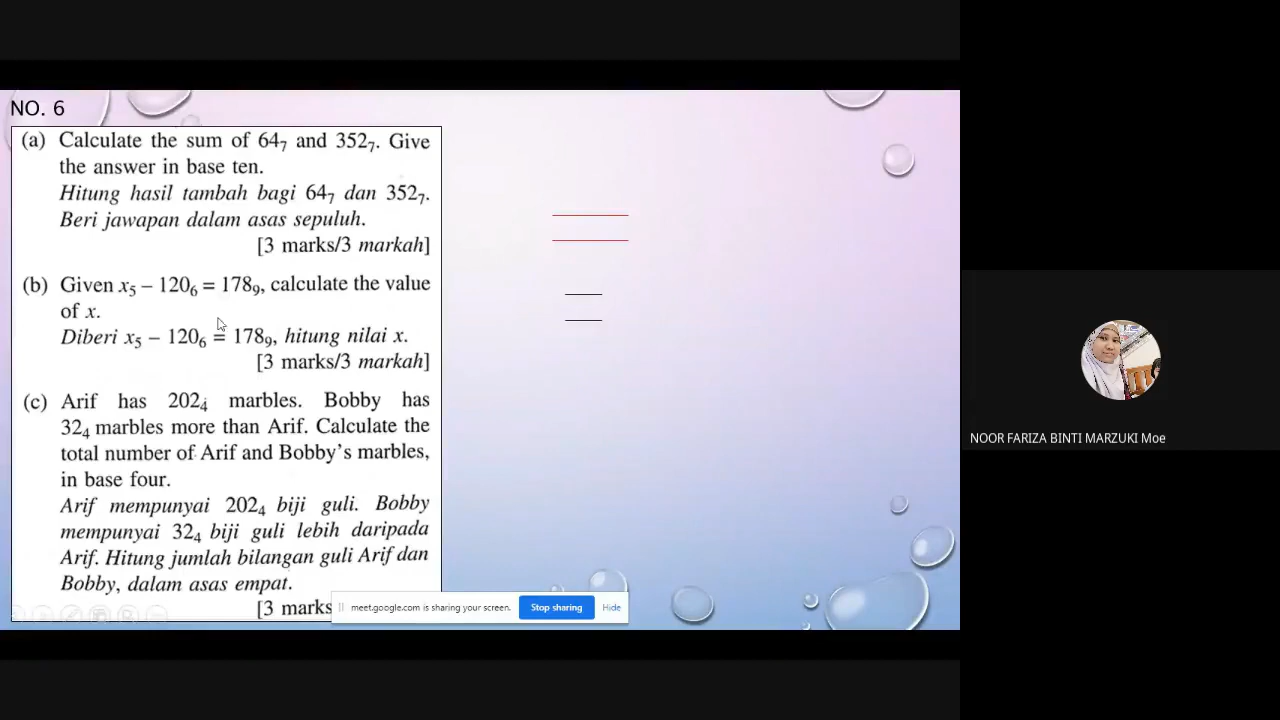 NO. 6
(a) Calculate the sum of 64₇ and 352₇. Give
the answer in base ten.
Hitung hasil tambah bagi 64₇ dan 352₇.
Beri jawapan dalam asas sepuluh.
[3 marks/3 markah]
(b) Given x₅ – 120₆ = 178₉, calculate the value
of x.
Diberi x₅ – 120₆ = 178₉, hitung nilai x.
[3 marks/3 markah]
(c) Arif has 202₄ marbles. Bobby has
32₄ marbles more than Arif. Calculate the
total number of Arif and Bobby's marbles,
in base four.
Arif mempunyai 202₄ biji guli. Bobby
mempunyai 32₄ biji guli lebih daripada
Arif. Hitung jumlah bilangan guli Arif dan
Bobby, dalam asas empat.
[3 marks
meet.google.com is sharing your screen. Stop sharing Hide
NOOR FARIZA BINTI MARZUKI Moe